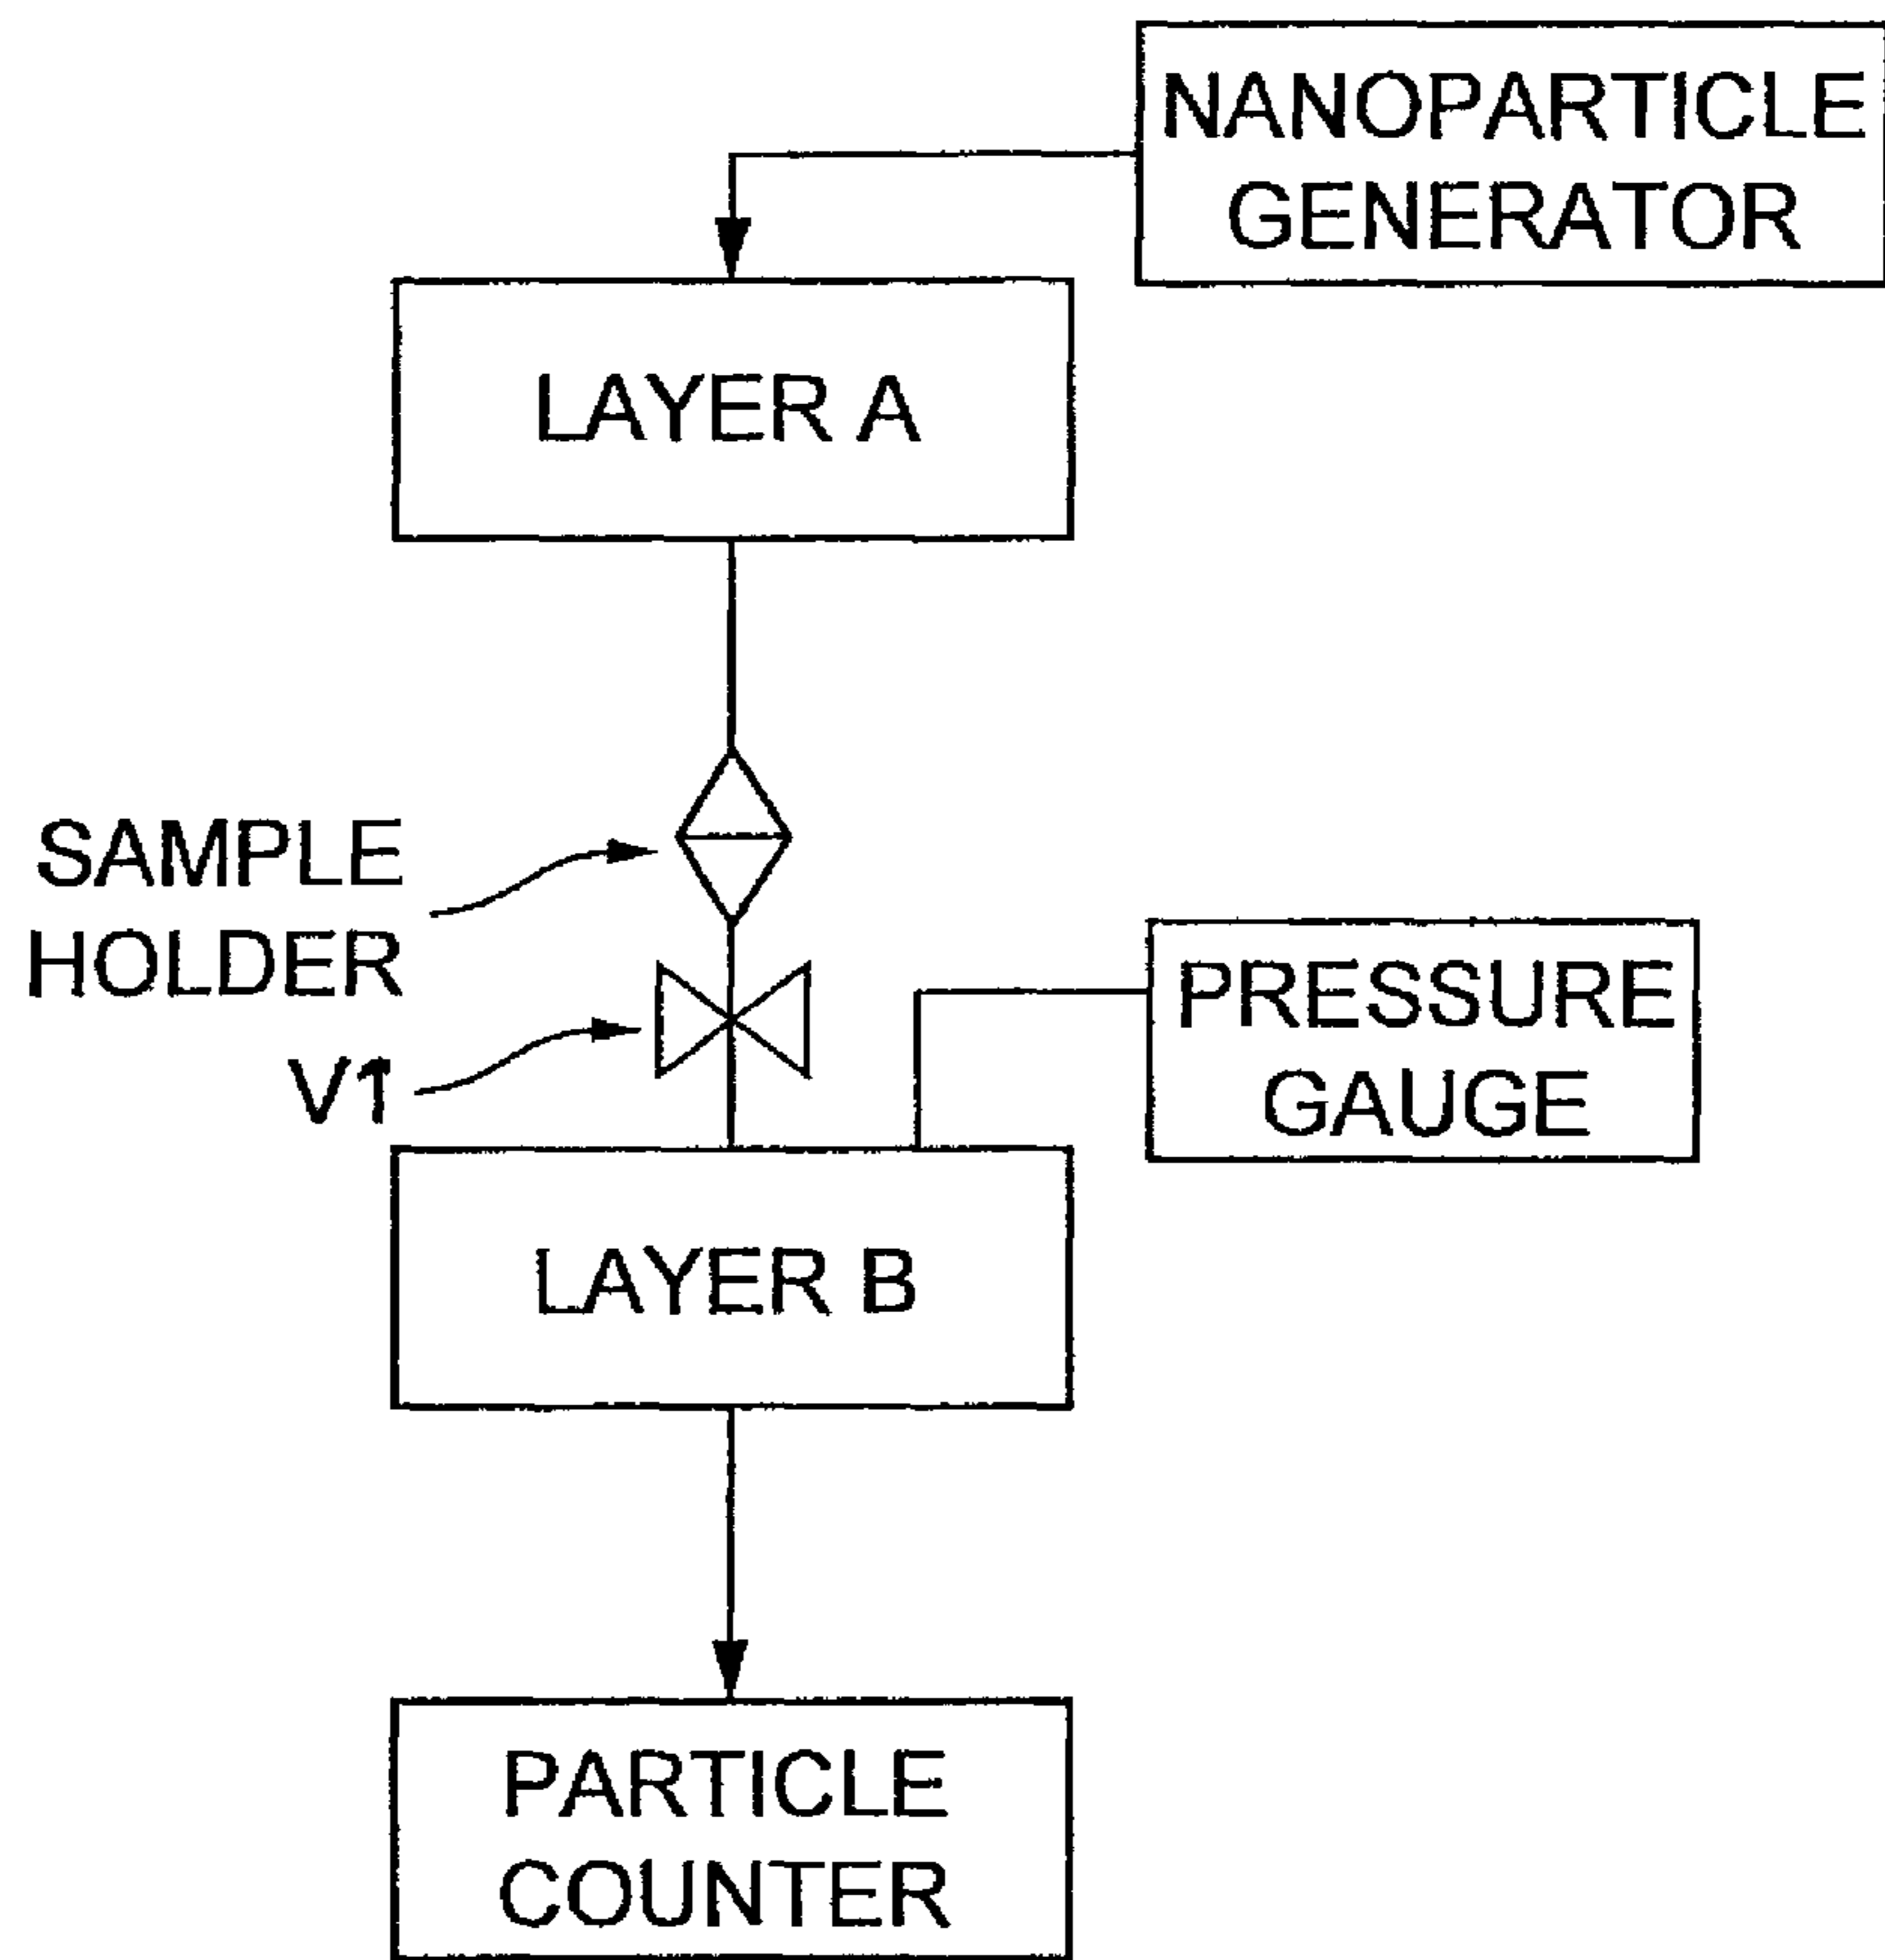 NANOPARTICLE
GENERATOR
LAYER A
SAMPLE
HOLDER
V1
PRESSURE
GAUGE
LAYER B
PARTICLE
COUNTER